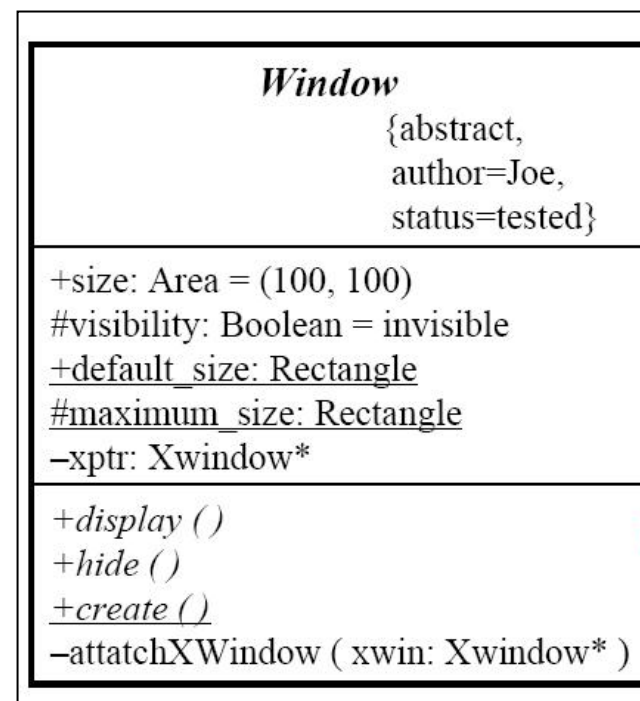 Window
{abstract,
author=Joe,
status=tested}
+size: Area = (100, 100)
#visibility: Boolean = invisible
+default_size: Rectangle
#maximum_size: Rectangle
–xptr: Xwindow*
+display ()
+hide ()
+create ()
–attatchXWindow ( xwin: Xwindow* )